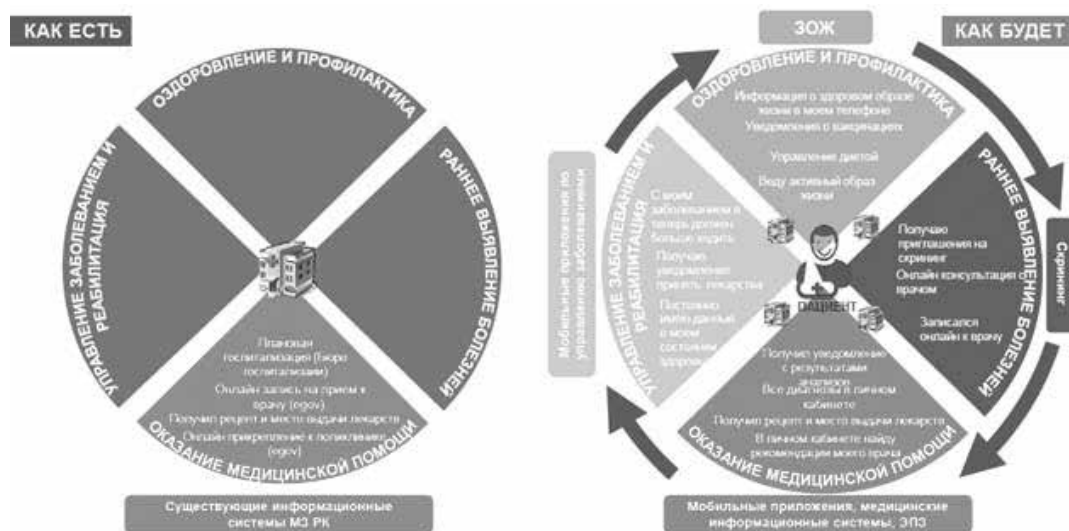 КАК ЕСТЬ
ОЗДОРОВЛЕНИЕ И ПРОФИЛАКТИКА
УПРАВЛЕНИЕ ЗАБОЛЕВАНИЕМ И
РЕАБИЛИТАЦИЯ
РАННЕЕ ВЫЯВЛЕНИЕ БОЛЕЗНЕЙ
Плановая
госпитализация (Бюро
госпитализаии)
Онлайн запись на прием к
врачу (egov)
Получил рецепт и место выдачи лекарств
Онлайн прикрепление к поликлинике
(egov)
ОКАЗАНИЕ МЕДИЦИНСКОЙ ПОМОЩИ
Существующие информационные
системы МЗ РК
ЗОЖ
КАК БУДЕТ
ОЗДОРОВЛЕНИЕ И ПРОФИЛАКТИКА
Информация о здоровом образе
жизни в моем телефоне
Уведомления о вакцинациях
Управление диетой
Веду активный образ
жизни
Мобильные приложения по
управлению заболеваниями
УПРАВЛЕНИЕ ЗАБОЛЕВАНИЕМ И
РЕАБИЛИТАЦИЯ
С моим
заболеванием я
теперь должен
больше ходить
Получаю
уведомления
принять лекарства
Постоянно
имею данные
о моем
состоянии
здоровья
ПАЦИЕНТ
РАННЕЕ ВЫЯВЛЕНИЕ БОЛЕЗНЕЙ
Получаю
приглашения на
скрининг
Онлайн консультация с
врачом
Записался
онлайн к врачу
Скрининг
Получил уведомление
с результатами
анализов
Все диагнозы в личном
кабинете
Получил рецепт и место выдачи лекарств
В личном кабинете найду
рекомендации моего врача
ОКАЗАНИЕ МЕДИЦИНСКОЙ ПОМОЩИ
Мобильные приложения, медицинские
информационные системы, ЭПЗ